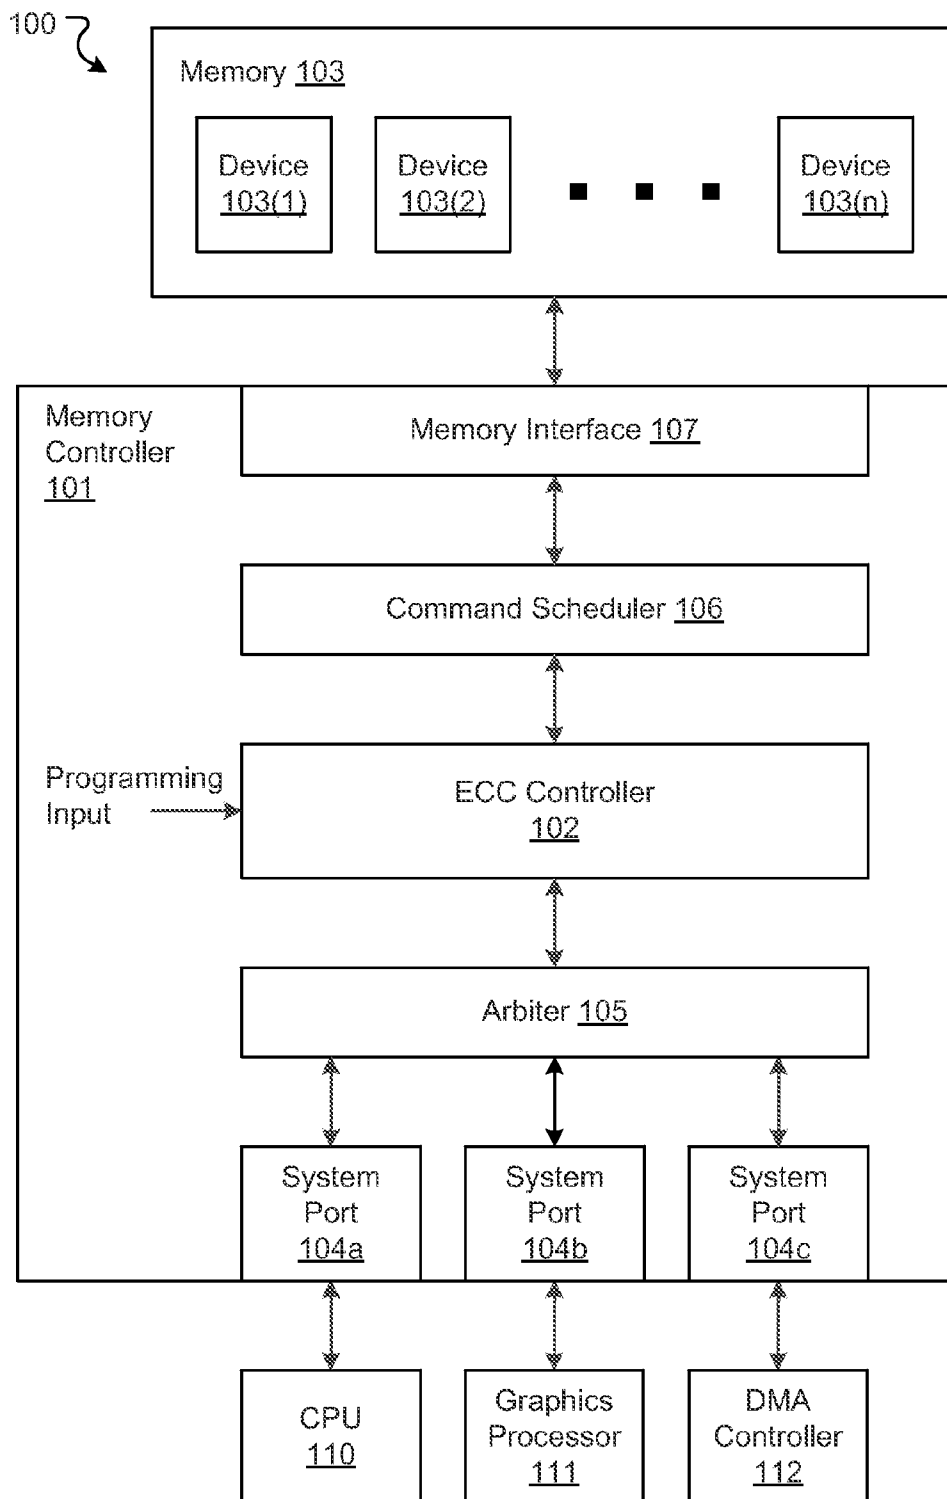 100
Memory 103
Device
103(1)
Device
103(2)
Device
103(n)
Memory
Controller
101
Memory Interface 107
Command Scheduler 106
Programming
Input
ECC Controller
102
Arbiter 105
System
Port
104a
System
Port
104b
System
Port
104c
CPU
110
Graphics
Processor
111
DMA
Controller
112